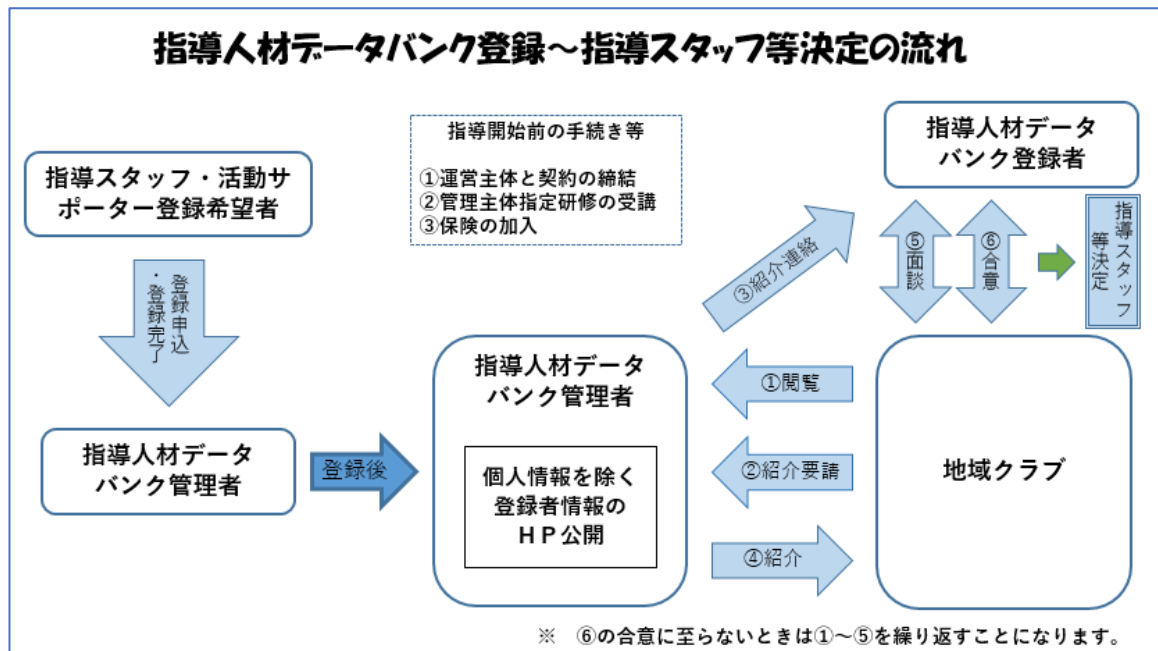 指導人材データバンク登録～指導スタッフ等決定の流れ
指導スタッフ・活動サ
ポーター登録希望者
登録申込
・登録完了
指導人材データ
バンク管理者
登録後
指導開始前の手続き等
①運営主体と契約の締結
②管理主体指定研修の受講
③保険の加入
指導人材データ
バンク管理者
個人情報を除く
登録者情報の
ＨＰ公開
①閲覧
②紹介要請
③紹介連絡
④紹介
指導人材データ
バンク登録者
⑤面談
⑥合意
指導スタッフ
等決定
地域クラブ
※　⑥の合意に至らないときは①～⑤を繰り返すことになります。